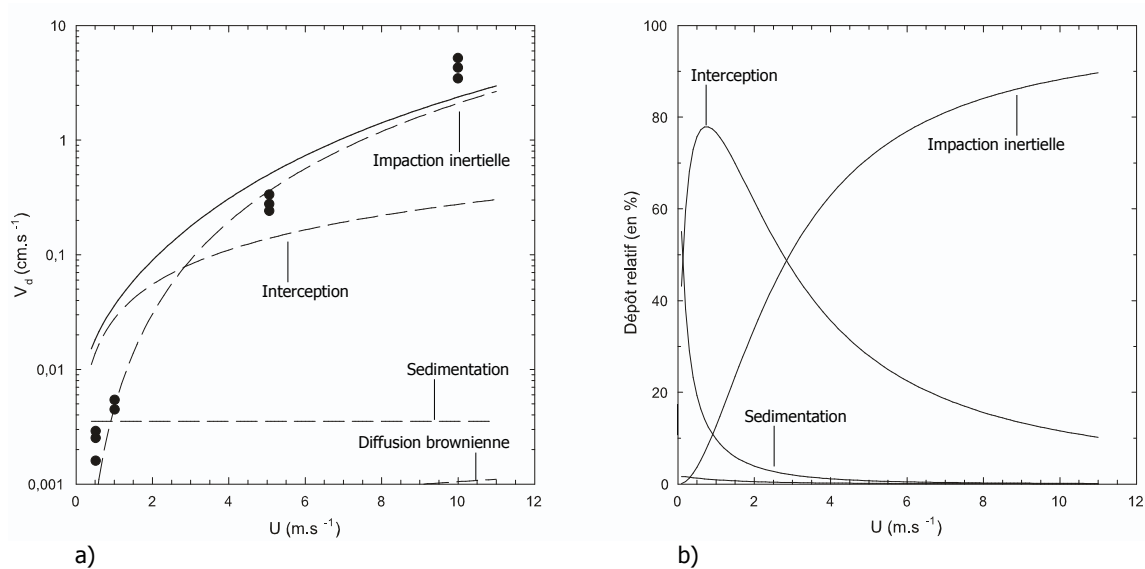 10
1
0,1
0,01
0,001
V d (cm.s -1)
Impaction inertielle
Interception
Sedimentation
Diffusion brownienne
0 2 4 6 8 10 12
U (m.s -1)
a)
100
80
60
40
20
0
Dépôt relatif (en %)
Interception
Impaction inertielle
Sedimentation
0 2 4 6 8 10 12
U (m.s -1)
b)